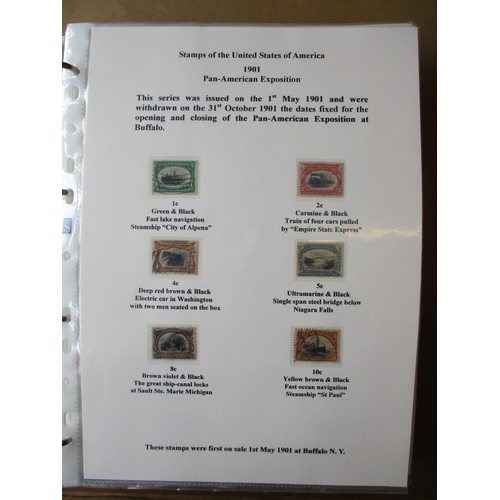 Stamps of the United States of America
1901
Pan-American Exposition
This series was issued on the 1st May 1901 and were
withdrawn on the 31st October 1901 the dates fixed for the
opening and closing of the Pan-American Exposition at
Buffalo.
1c
Green & Black
Fast lake navigation
Steamship "City of Alpena"
2c
Carmine & Black
Train of four cars pulled
by "Empire State Express"
4c
Deep red brown & Black
Electric car in Washington
with two men seated on the box
5c
Ultramarine & Black
Single span steel bridge below
Niagara Falls
8c
Brown violet & Black
The great ship-canal locks
at Sault Ste. Marie Michigan
10c
Yellow brown & Black
Fast ocean navigation
Steamship "St Paul"
These stamps were first on sale 1st May 1901 at Buffalo N. Y.